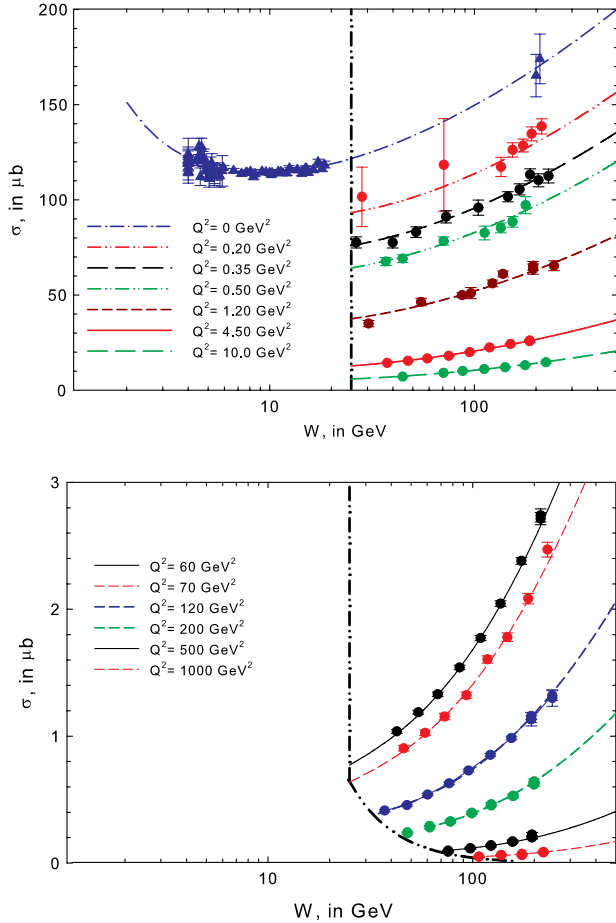 200
150
100
50
0
σ, in μb
Q²= 0 GeV²
Q²= 0.20 GeV²
Q²= 0.35 GeV²
Q²= 0.50 GeV²
Q²= 1.20 GeV²
Q²= 4.50 GeV²
Q²= 10.0 GeV²
10 100
W, in GeV
3
2
1
0
σ, in μb
Q²= 60 GeV²
Q²= 70 GeV²
Q²= 120 GeV²
Q²= 200 GeV²
Q²= 500 GeV²
Q²= 1000 GeV²
10 100
W, in GeV